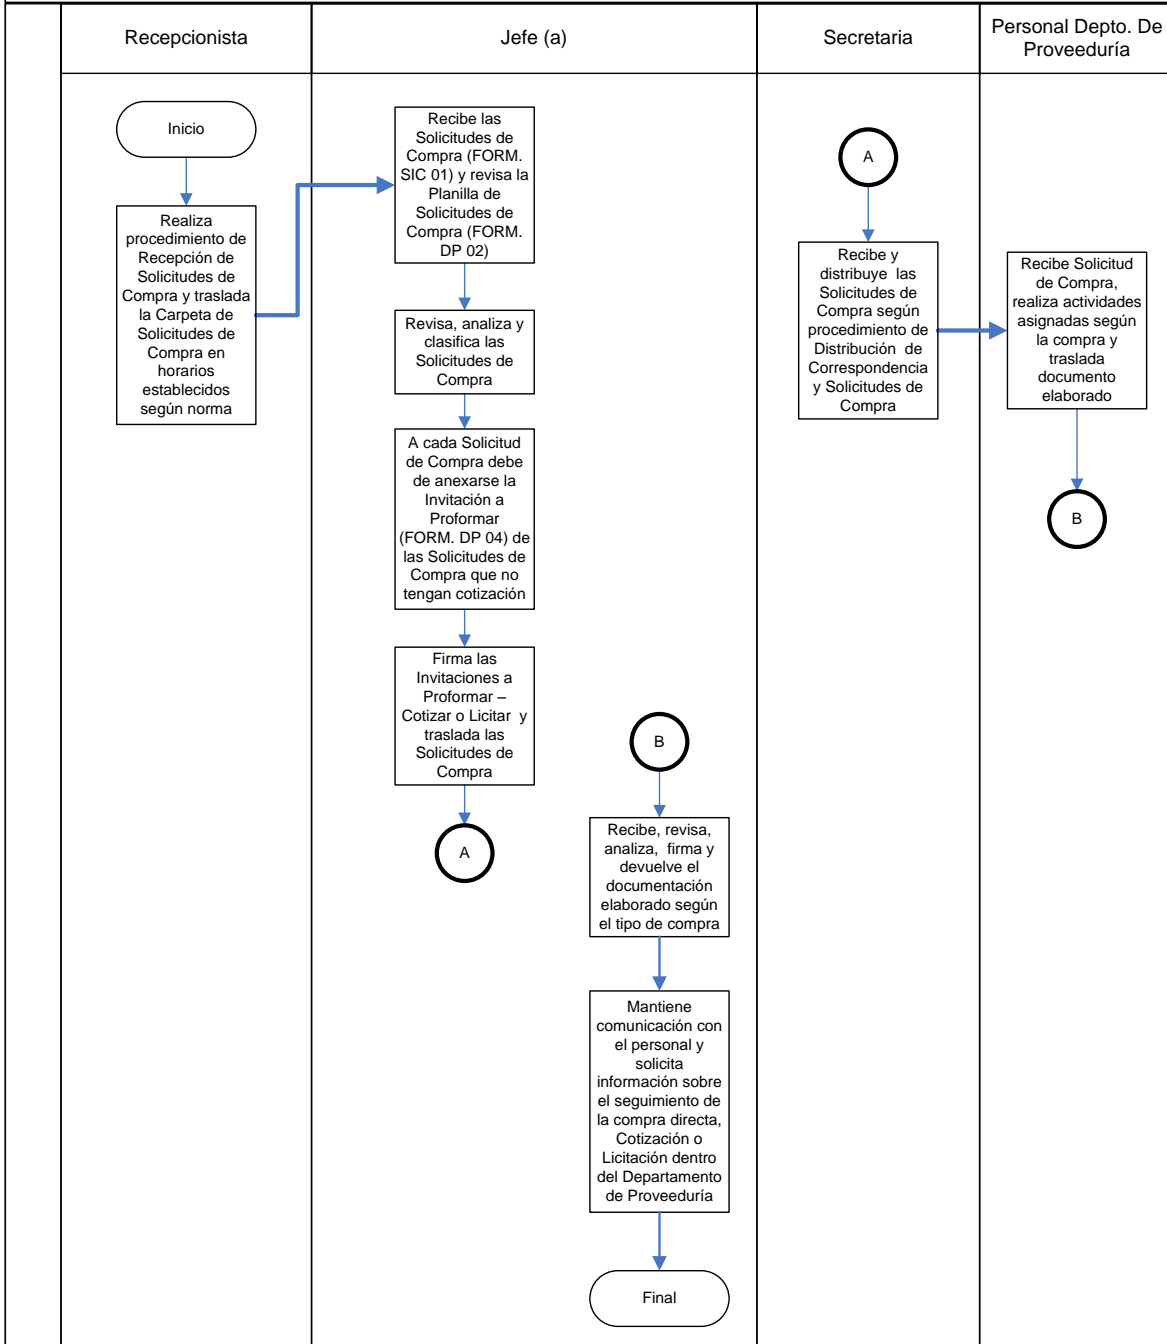 Recepcionista
Jefe (a)
Secretaria
Personal Depto. De
Proveeduría
Inicio
Realiza
procedimiento de
Recepción de
Solicitudes de
Compra y traslada
la Carpeta de
Solicitudes de
Compra en
horarios
establecidos
según norma
Recibe las
Solicitudes de
Compra (FORM.
SIC 01) y revisa la
Planilla de
Solicitudes de
Compra (FORM.
DP 02)
Revisa, analiza y
clasifica las
Solicitudes de
Compra
A cada Solicitud
de Compra debe
de anexarse la
Invitación a
Proformar
(FORM. DP 04) de
las Solicitudes de
Compra que no
tengan cotización
Firma las
Invitaciones a
Proformar –
Cotizar o Licitar y
traslada las
Solicitudes de
Compra
A
A
Recibe y
distribuye las
Solicitudes de
Compra según
procedimiento de
Distribución de
Correspondencia
y Solicitudes de
Compra
Recibe Solicitud
de Compra,
realiza actividades
asignadas según
la compra y
traslada
documento
elaborado
B
B
Recibe, revisa,
analiza, firma y
devuelve el
documentación
elaborado según
el tipo de compra
Mantiene
comunicación con
el personal y
solicita
información sobre
el seguimiento de
la compra directa,
Cotización o
Licitación dentro
del Departamento
de Proveeduría
Final